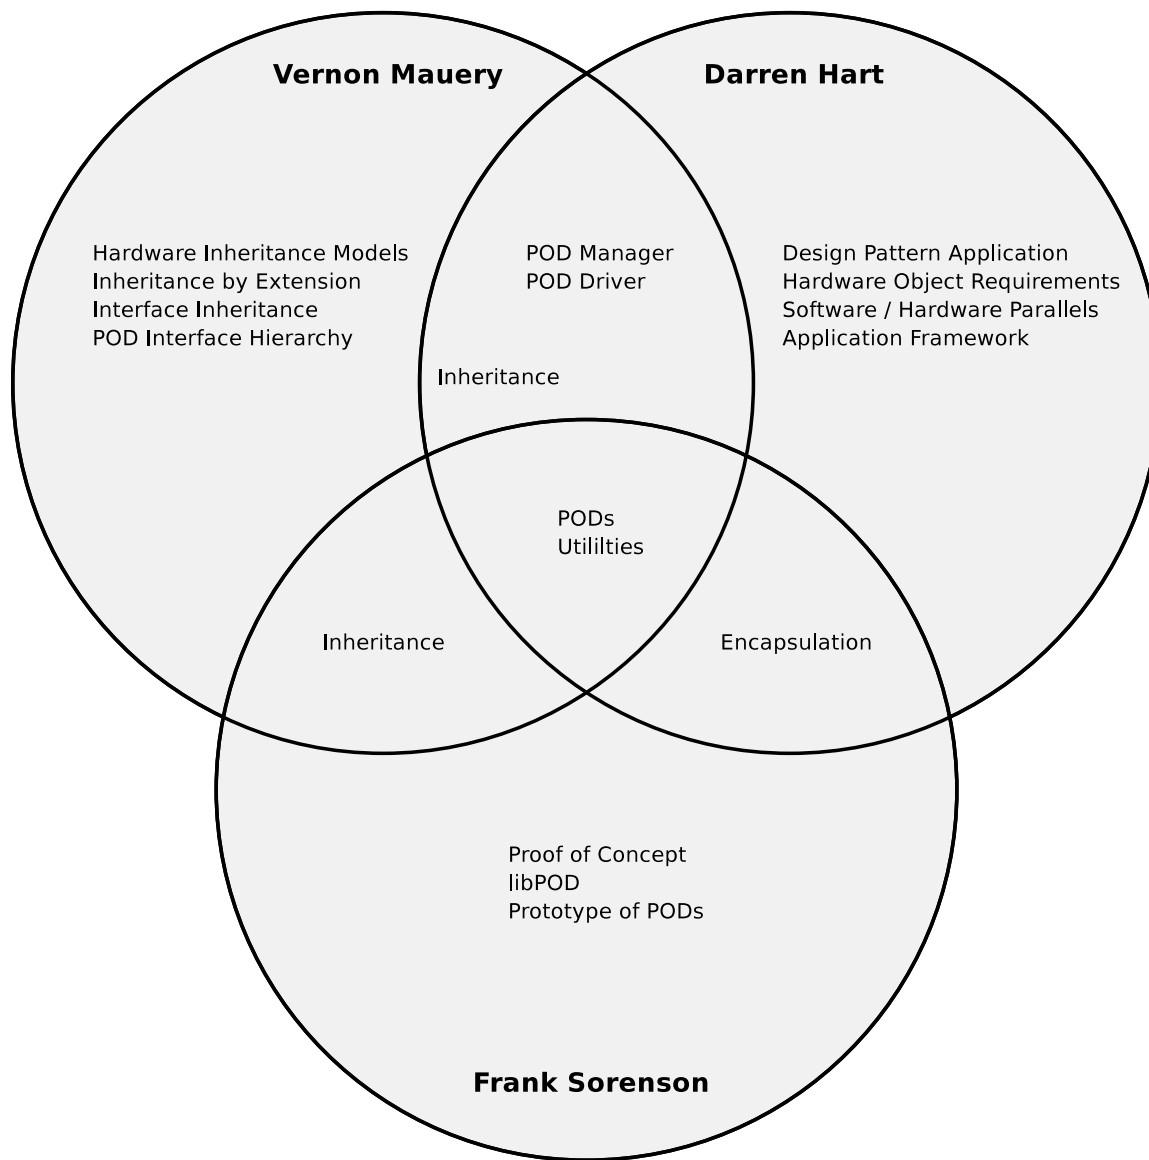 Vernon Mauery
Darren Hart
Hardware Inheritance Models
Inheritance by Extension
Interface Inheritance
POD Interface Hierarchy
POD Manager
POD Driver
Design Pattern Application
Hardware Object Requirements
Software / Hardware Parallels
Application Framework
Inheritance
PODs
Utililties
Inheritance
Encapsulation
Proof of Concept
libPOD
Prototype of PODs
Frank Sorenson